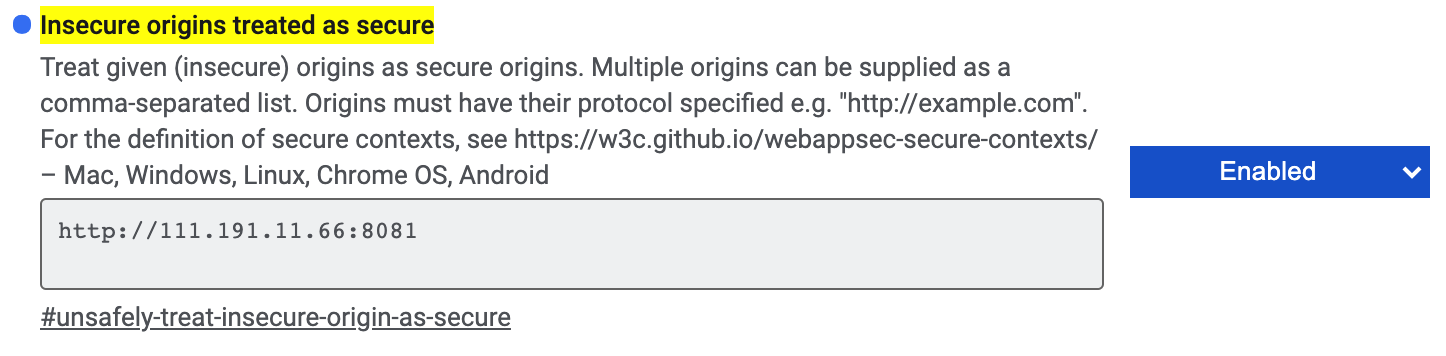 Insecure origins treated as secure
Treat given (insecure) origins as secure origins. Multiple origins can be supplied as a
comma-separated list. Origins must have their protocol specified e.g. "http://example.com".
For the definition of secure contexts, see https://w3c.github.io/webappsec-secure-contexts/
– Mac, Windows, Linux, Chrome OS, Android
Enabled
http://111.191.11.66:8081
#unsafely-treat-insecure-origin-as-secure